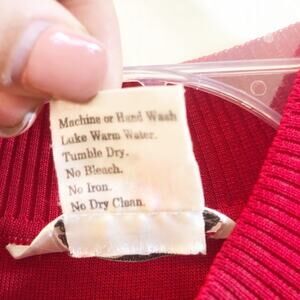 Machine or Hand Wash
Luke Warm Water.
Tumble Dry.
No Bleach.
No Iron.
No Dry Clean.